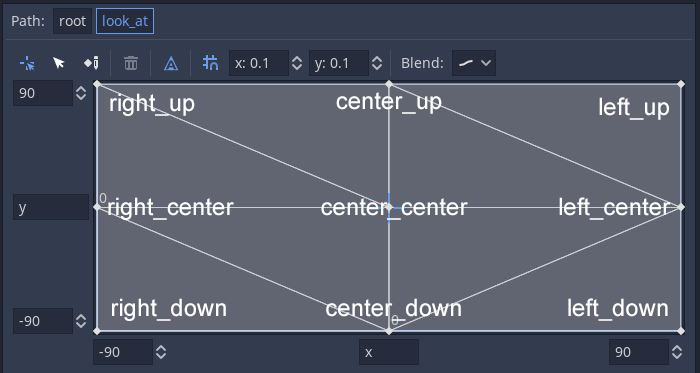 Path: root look_at
x: 0.1 y: 0.1 Blend:
90
right_up center_up left_up
0
y right_center center_center left_center
-90 right_down center_down left_down
0
-90 x 90